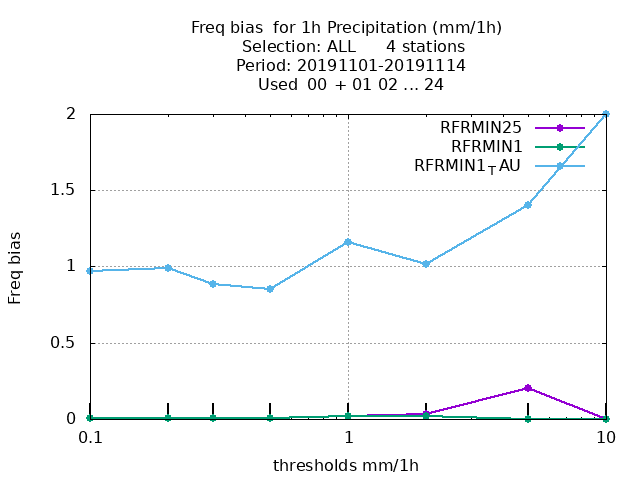 Freq bias  for 1h Precipitation (mm/1h)
Selection: ALL      4 stations
Period: 20191101-20191114
Used  00  + 01 02 ... 24
RFRMIN25
RFRMIN1
RFRMIN1TAU
2
1.5
1
0.5
0
Freq bias
0.1
1
10
thresholds mm/1h